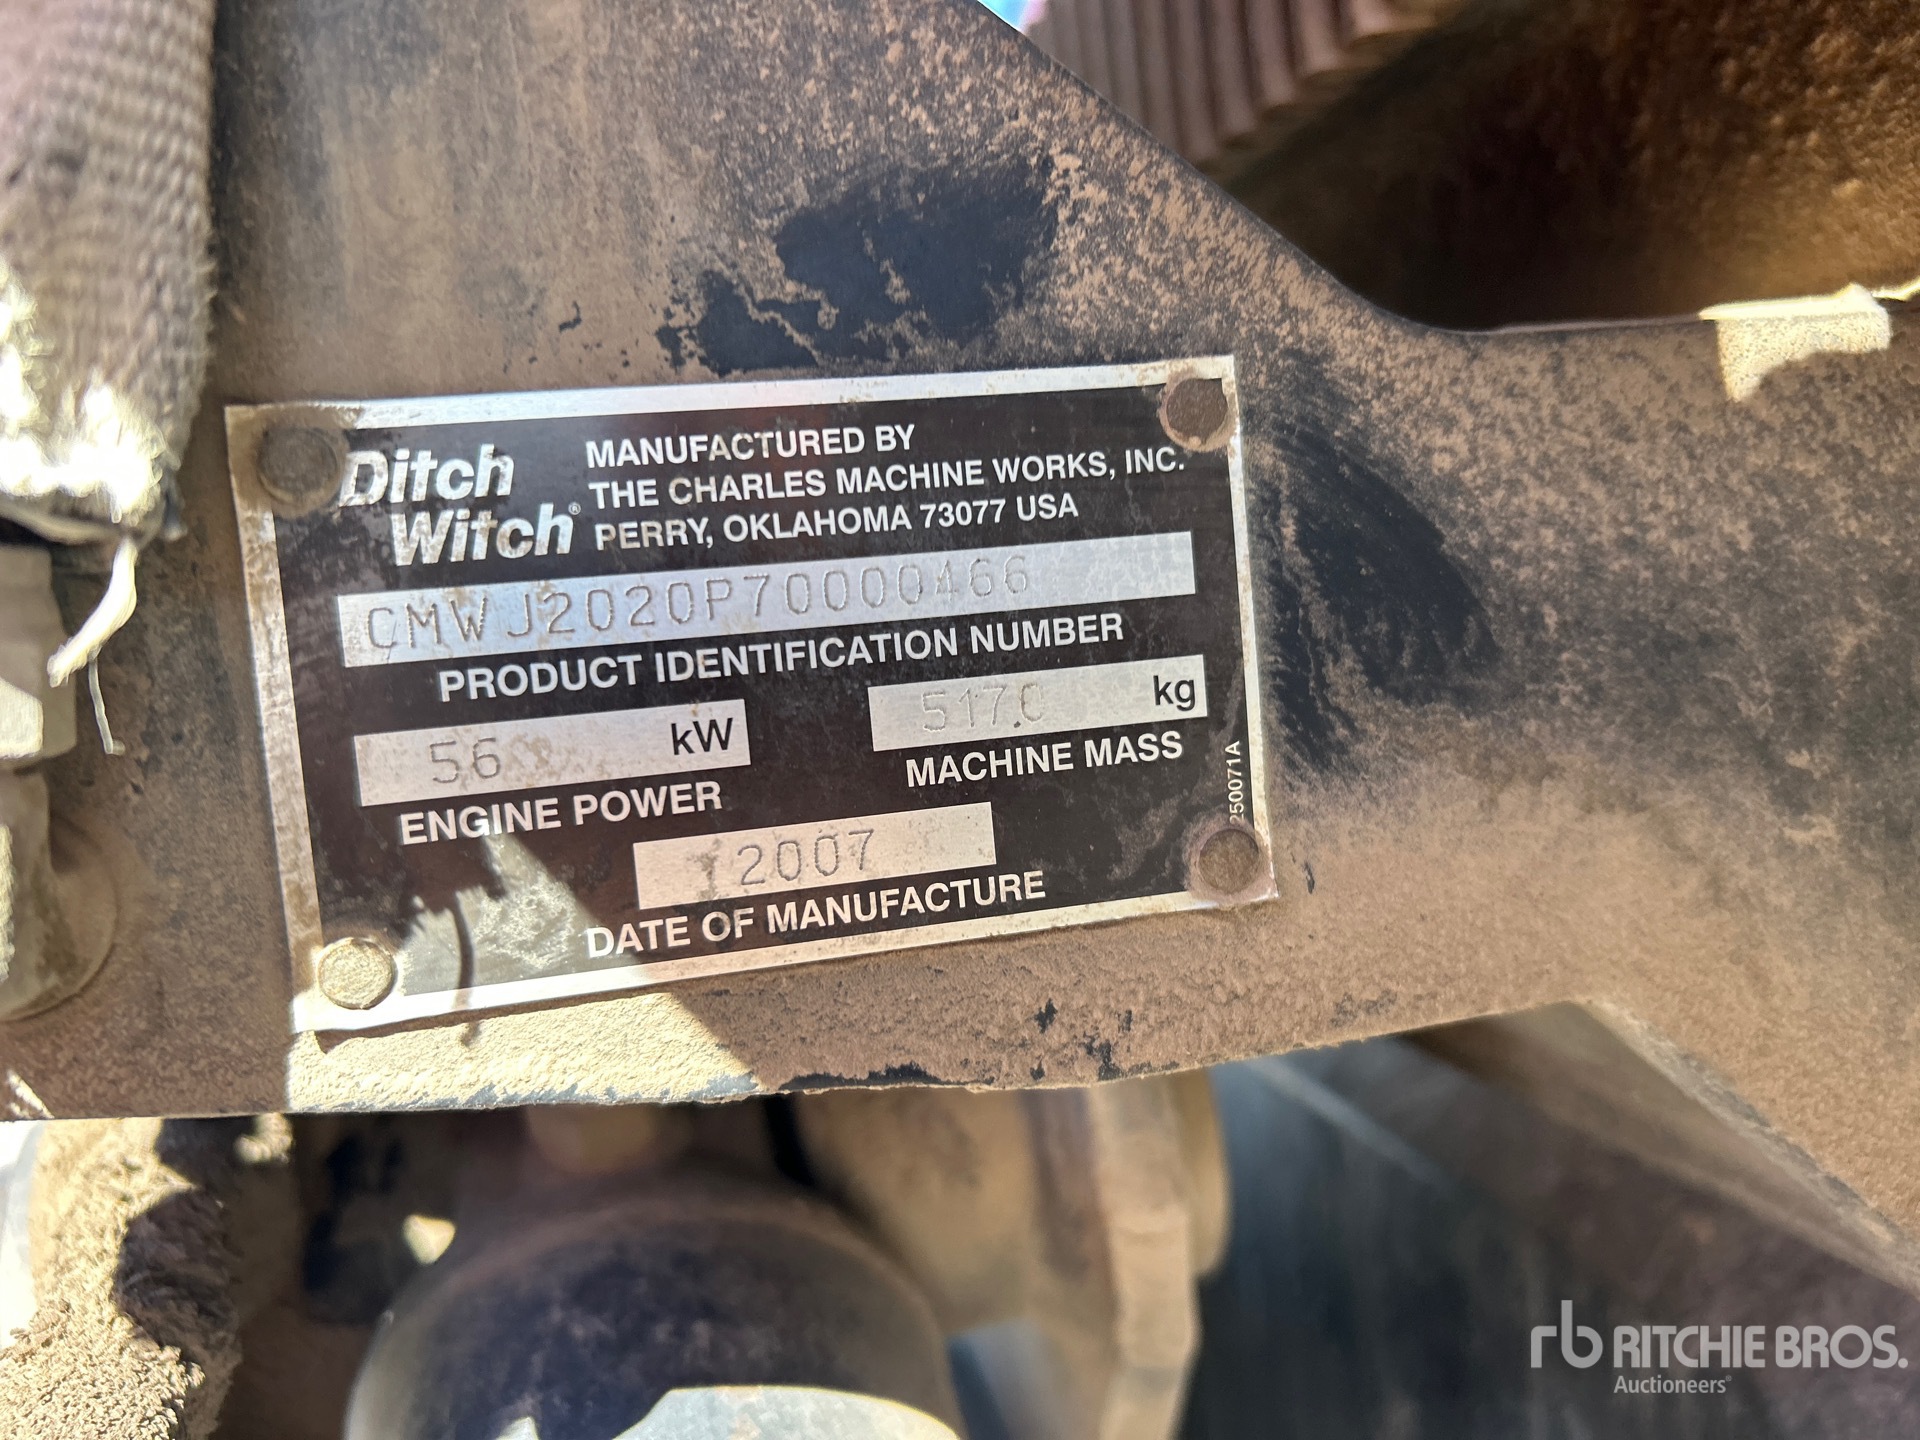 Ditch
Witch®
MANUFACTURED BY
THE CHARLES MACHINE WORKS, INC.
PERRY, OKLAHOMA 73077 USA
CMWJ2020P70000466
PRODUCT IDENTIFICATION NUMBER
56 kW
ENGINE POWER
5170 kg
MACHINE MASS
2007
DATE OF MANUFACTURE
250071A
rb RITCHIE BROS.
Auctioneers